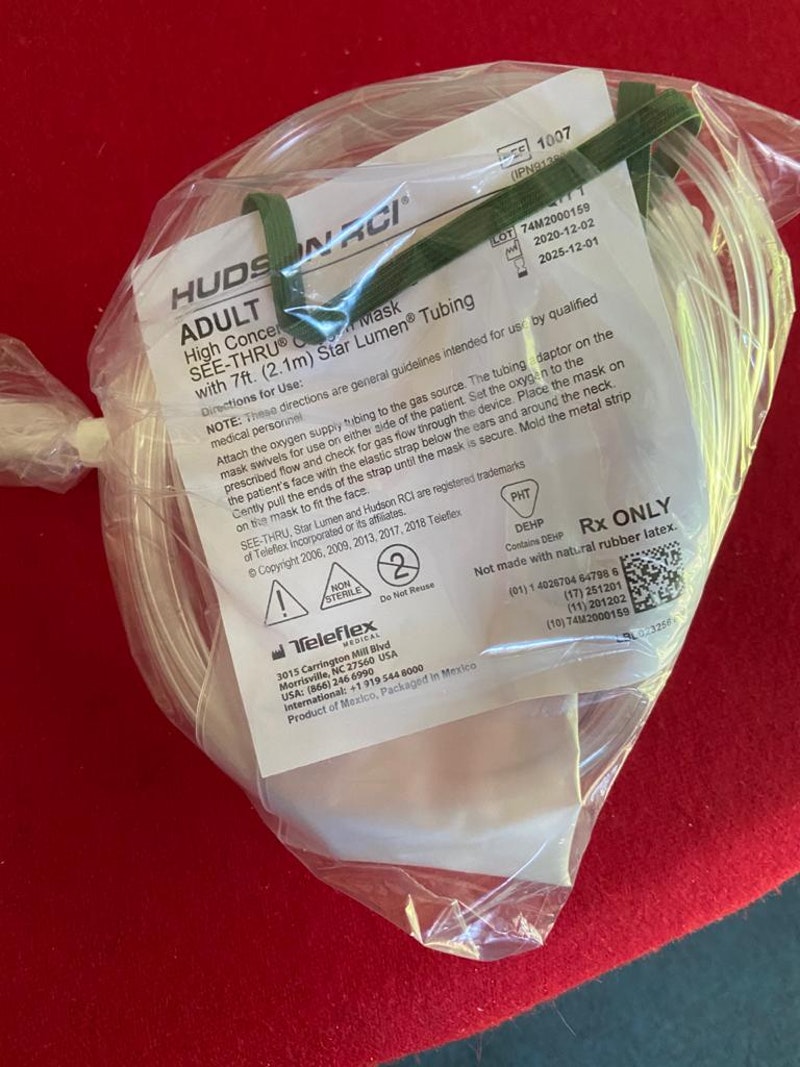 REF 1007
QTY 1
LOT 74M2000159
2020-12-02
2025-12-01
HUDSON RCI®
ADULT
High Mask
SEE-THRU®
with 7ft. (2.1m) Star Lumen® Tubing
Directions for Use:
NOTE: These directions are general guidelines intended for use by qualified
medical personnel
Attach the oxygen supply tubing to the gas source. The tubing adaptor on the
mask swivels for use on either side of the patient. Set the oxygen to the
prescribed flow and check for gas flow through the device. Place the mask on
the patient's face with the elastic strap below the ears and around the neck.
Gently pull the ends of the strap until the mask is secure. Mold the metal strip
on the mask to fit the face.
SEE-THRU, Star Lumen and Hudson RCI are registered trademarks
of Teleflex Incorporated or its affiliates.
© Copyright 2006, 2009, 2013, 2017, 2018 Teleflex
PHT
DEHP
Contains DEHP
Rx ONLY
Not made with natural rubber latex.
!
NON
STERILE
2
Do Not Reuse
(01) 1 4026704 64798 6
(17) 251201
(11) 201202
(10) 74M2000159
Teleflex
MEDICAL
3015 Carrington Mill Blvd
Morrisville, NC 27560 USA
USA: (866) 246 6990
International: +1 919 544 8000
Product of Mexico, Packaged in Mexico